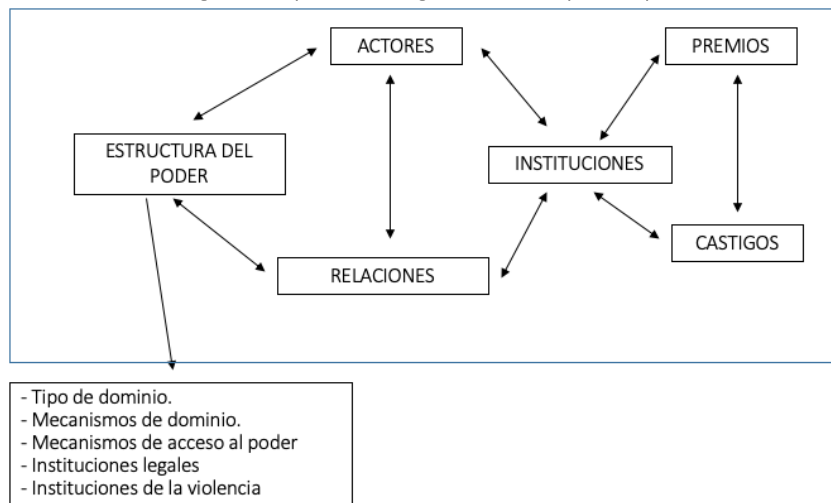 ACTORES
PREMIOS
ESTRUCTURA DEL
PODER
INSTITUCIONES
CASTIGOS
RELACIONES
- Tipo de dominio.
- Mecanismos de dominio.
- Mecanismos de acceso al poder
- Instituciones legales
- Instituciones de la violencia